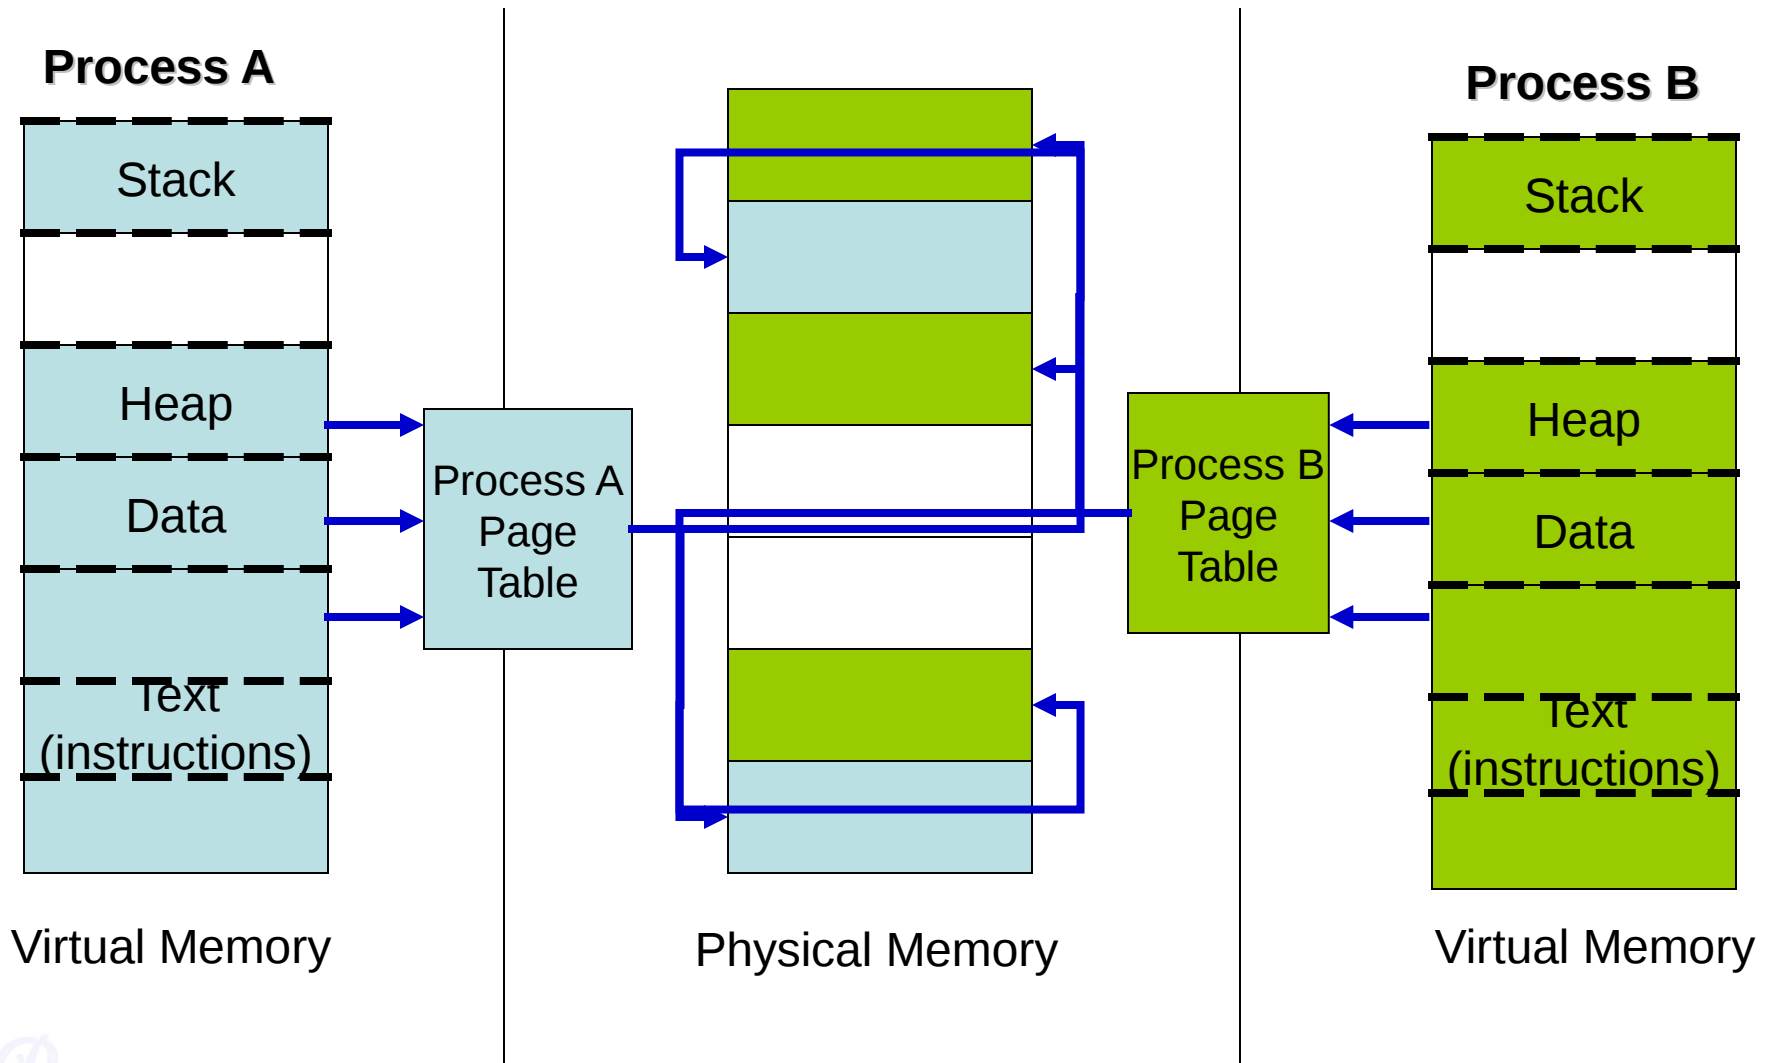 Process A
Stack
Heap
Data
Text
(instructions)
Virtual Memory
Process A
Page
Table
Physical Memory
Process B
Page
Table
Process B
Stack
Heap
Data
Text
(instructions)
Virtual Memory